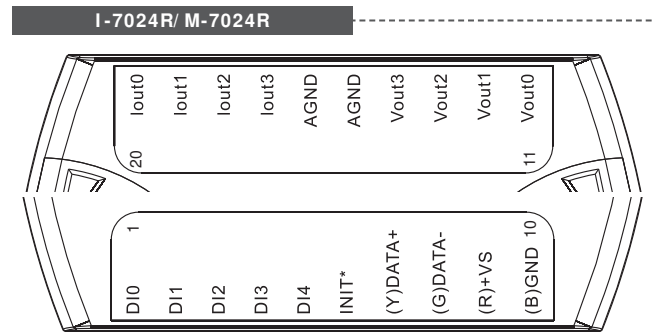 I-7024R/ M-7024R
Iout0
Iout1
Iout2
Iout3
AGND
AGND
Vout3
Vout2
Vout1
Vout0
20
11
1
10
DI0
DI1
DI2
DI3
DI4
INIT*
(Y)DATA+
(G)DATA-
(R)+VS
(B)GND